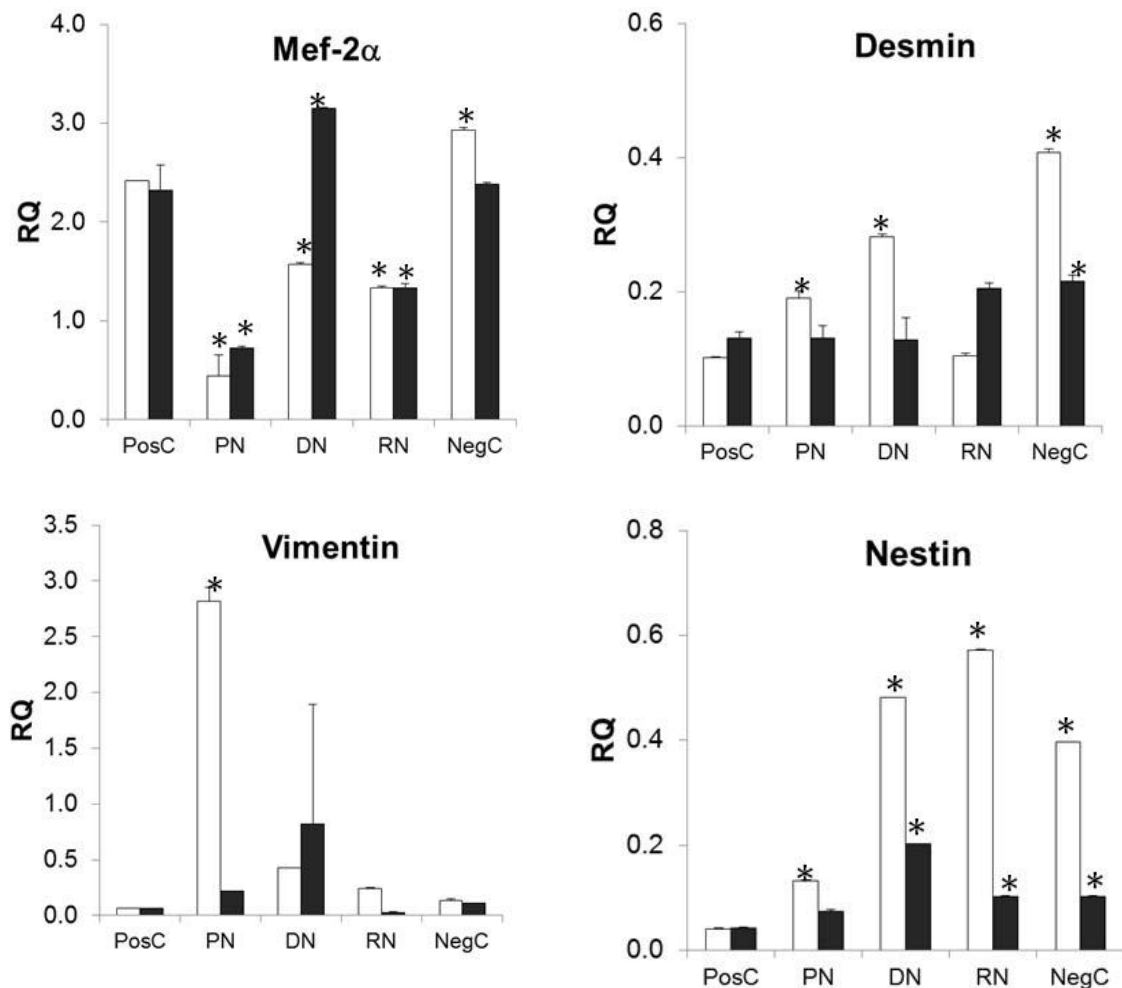 Mef-2α
RQ
4.0
3.0
2.0
1.0
0.0
* * * * * * *
PosC PN DN RN NegC
Desmin
RQ
0.6
0.4
0.2
0.0
* * * *
PosC PN DN RN NegC
Vimentin
RQ
3.5
3.0
2.5
2.0
1.5
1.0
0.5
0.0
*
PosC PN DN RN NegC
Nestin
RQ
0.8
0.6
0.4
0.2
0.0
* * * * * * *
PosC PN DN RN NegC